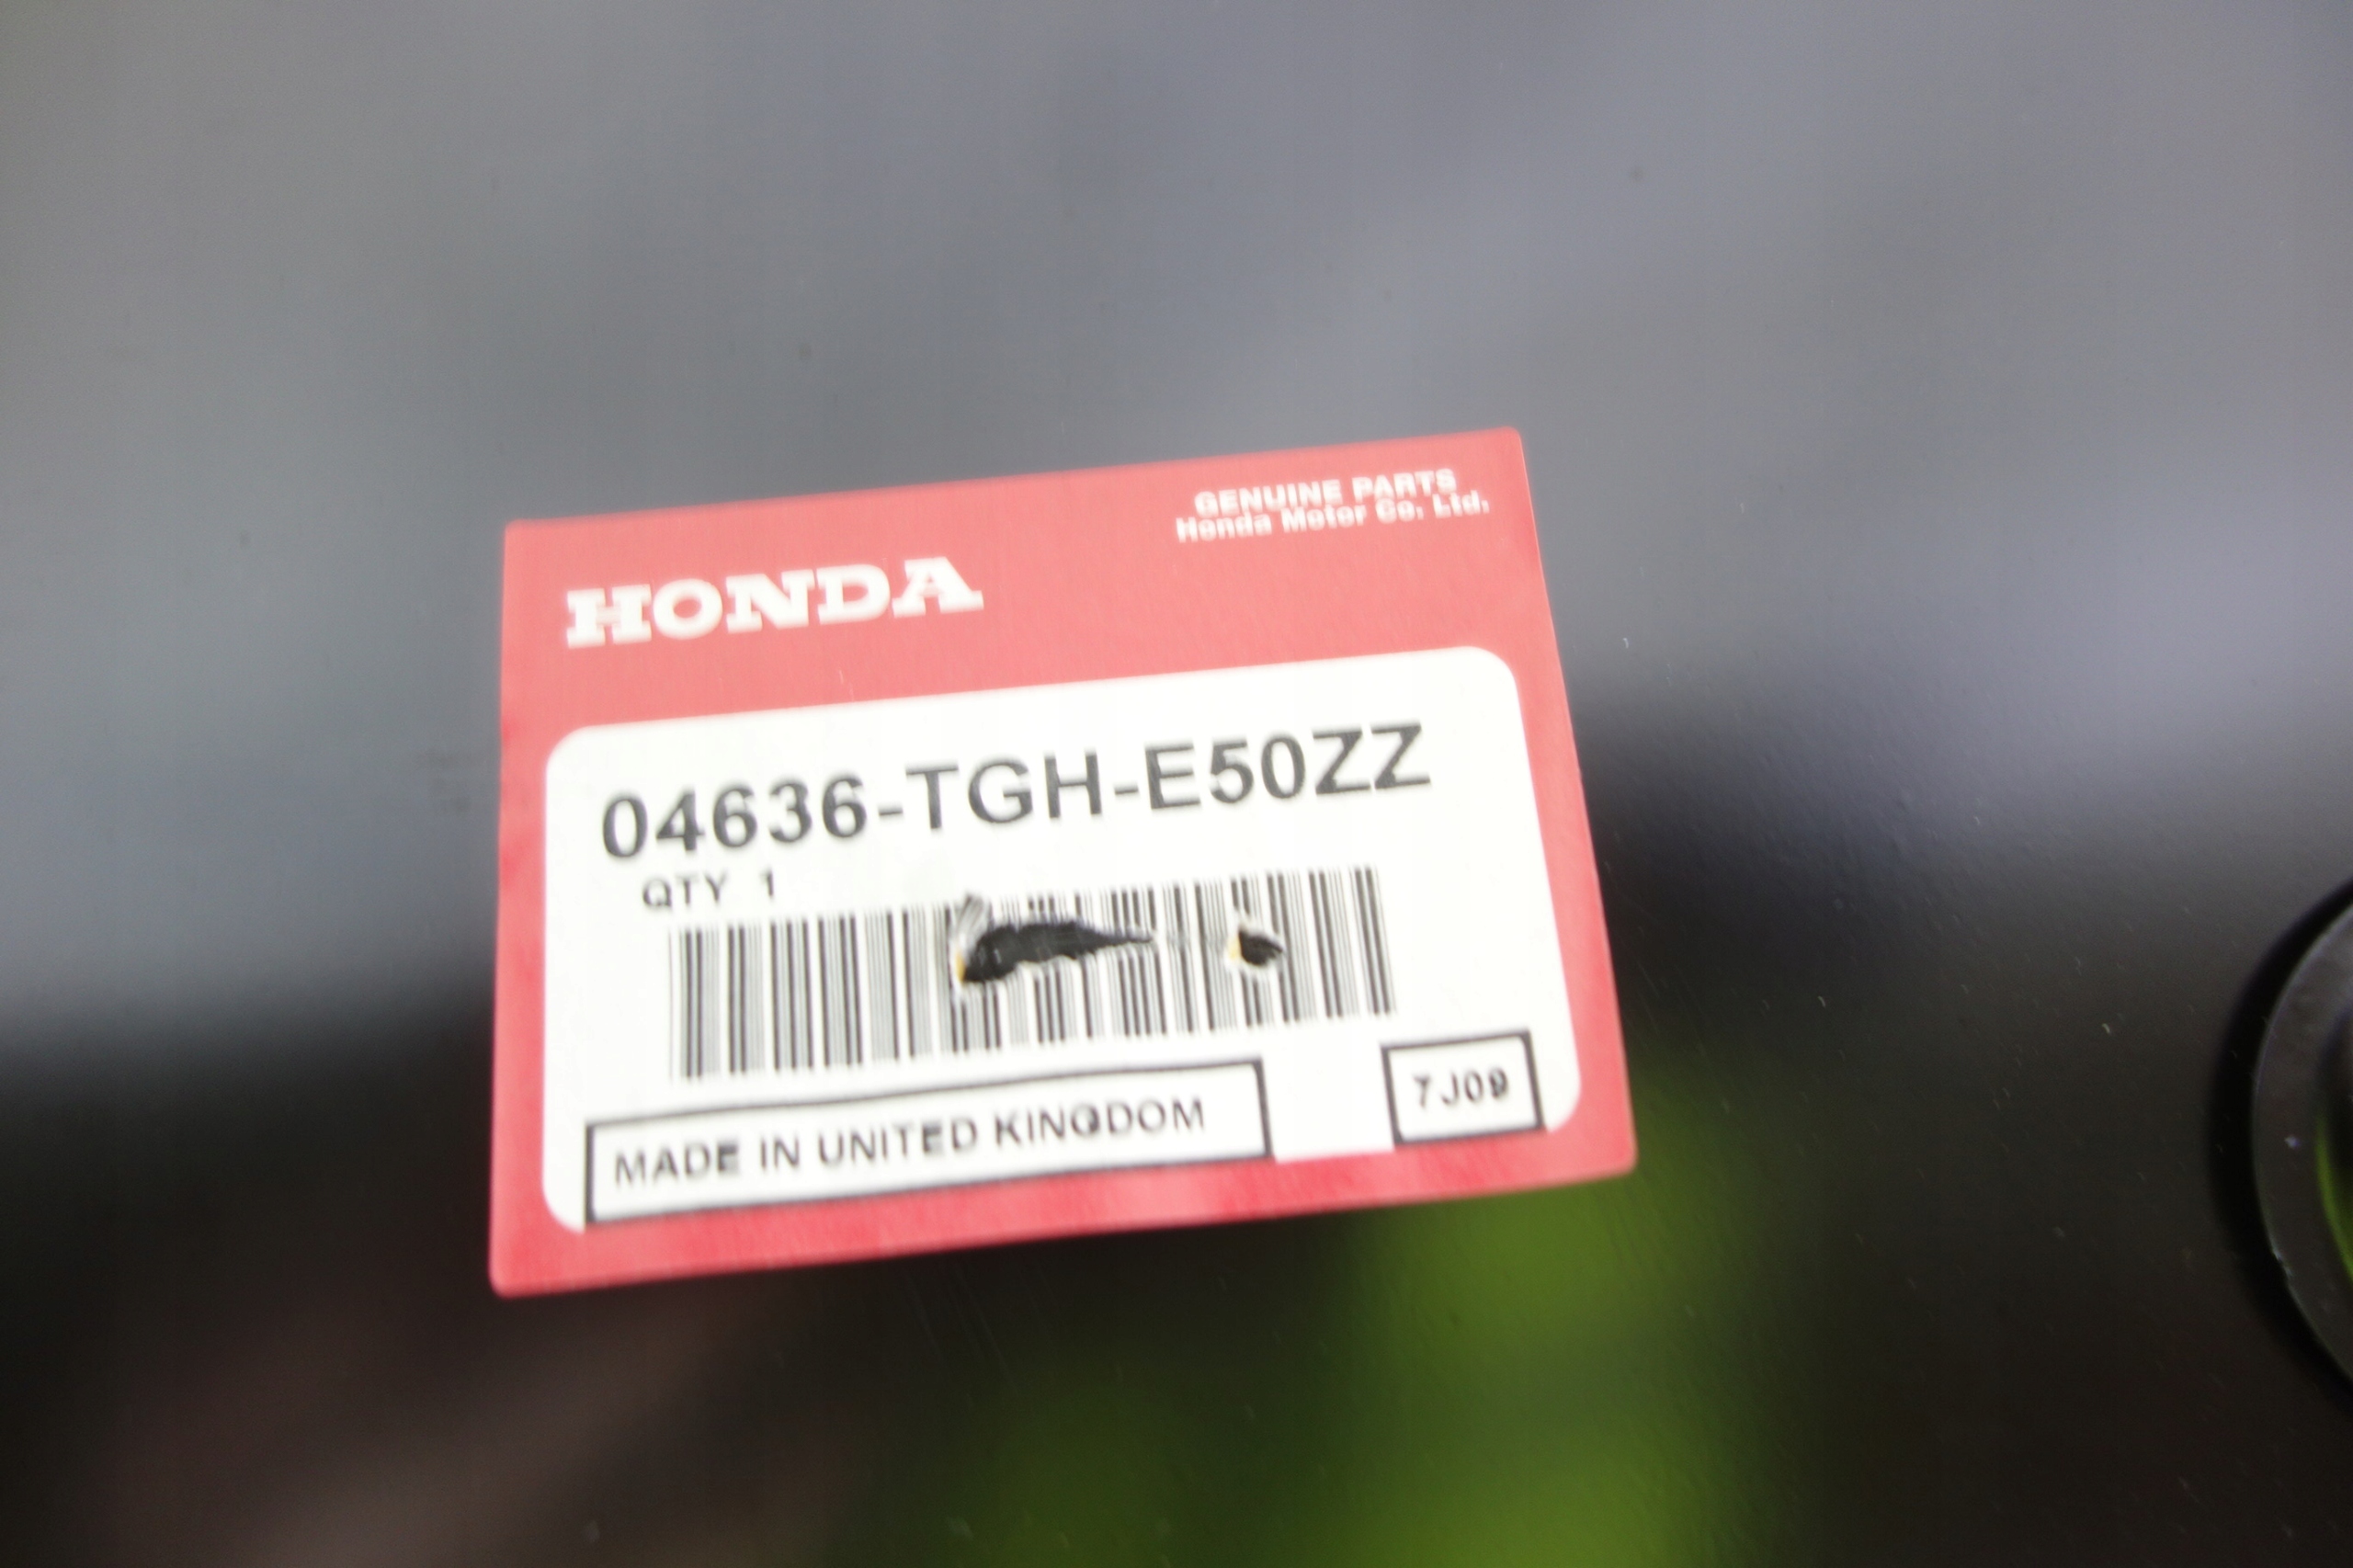 GENUINE PARTS
Honda Motor Co. Ltd.
HONDA
04636-TGH-E50ZZ
QTY 1
MADE IN UNITED KINGDOM
7J09